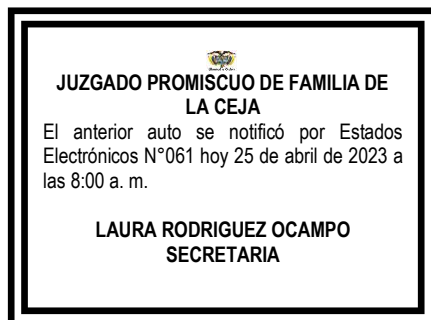 JUZGADO PROMISCUO DE FAMILIA DE
LA CEJA
El anterior auto se notificó por Estados
Electrónicos N°061 hoy 25 de abril de 2023 a
las 8:00 a. m.
LAURA RODRIGUEZ OCAMPO
SECRETARIA